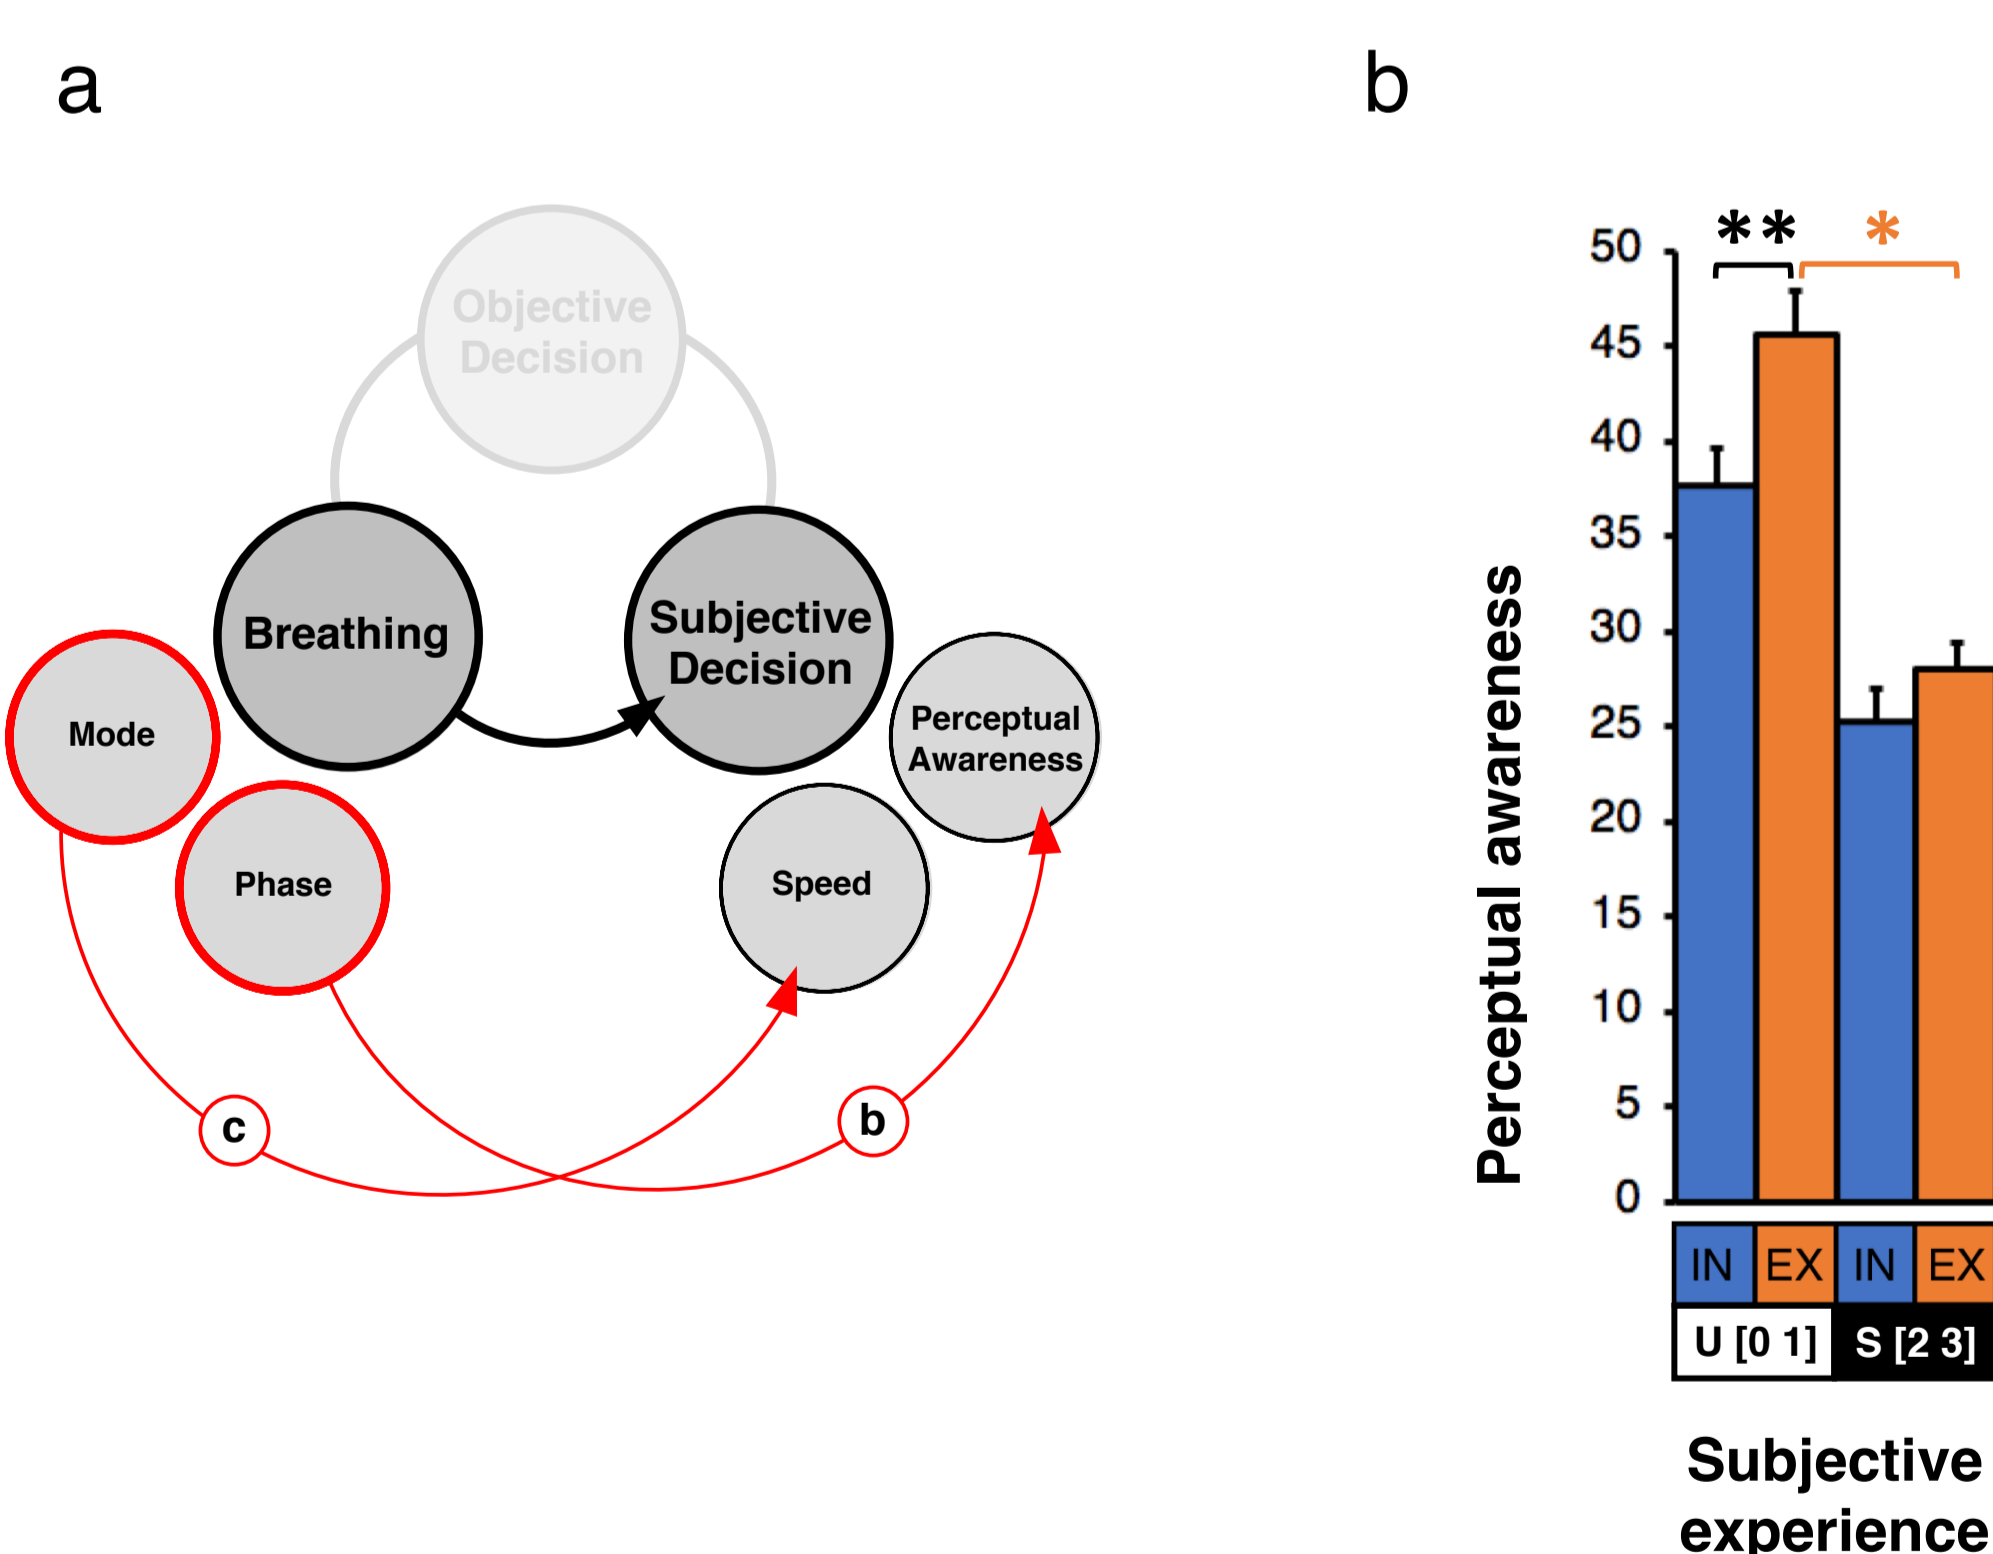 a
Objective
Decision
Breathing
Subjective
Decision
Mode
Perceptual
Awareness
Phase
Speed
c
b
b
** *
50
45
40
35
30
25
20
15
10
5
0
Perceptual awareness
IN EX IN EX
U [0 1] S [2 3]
Subjective
experience